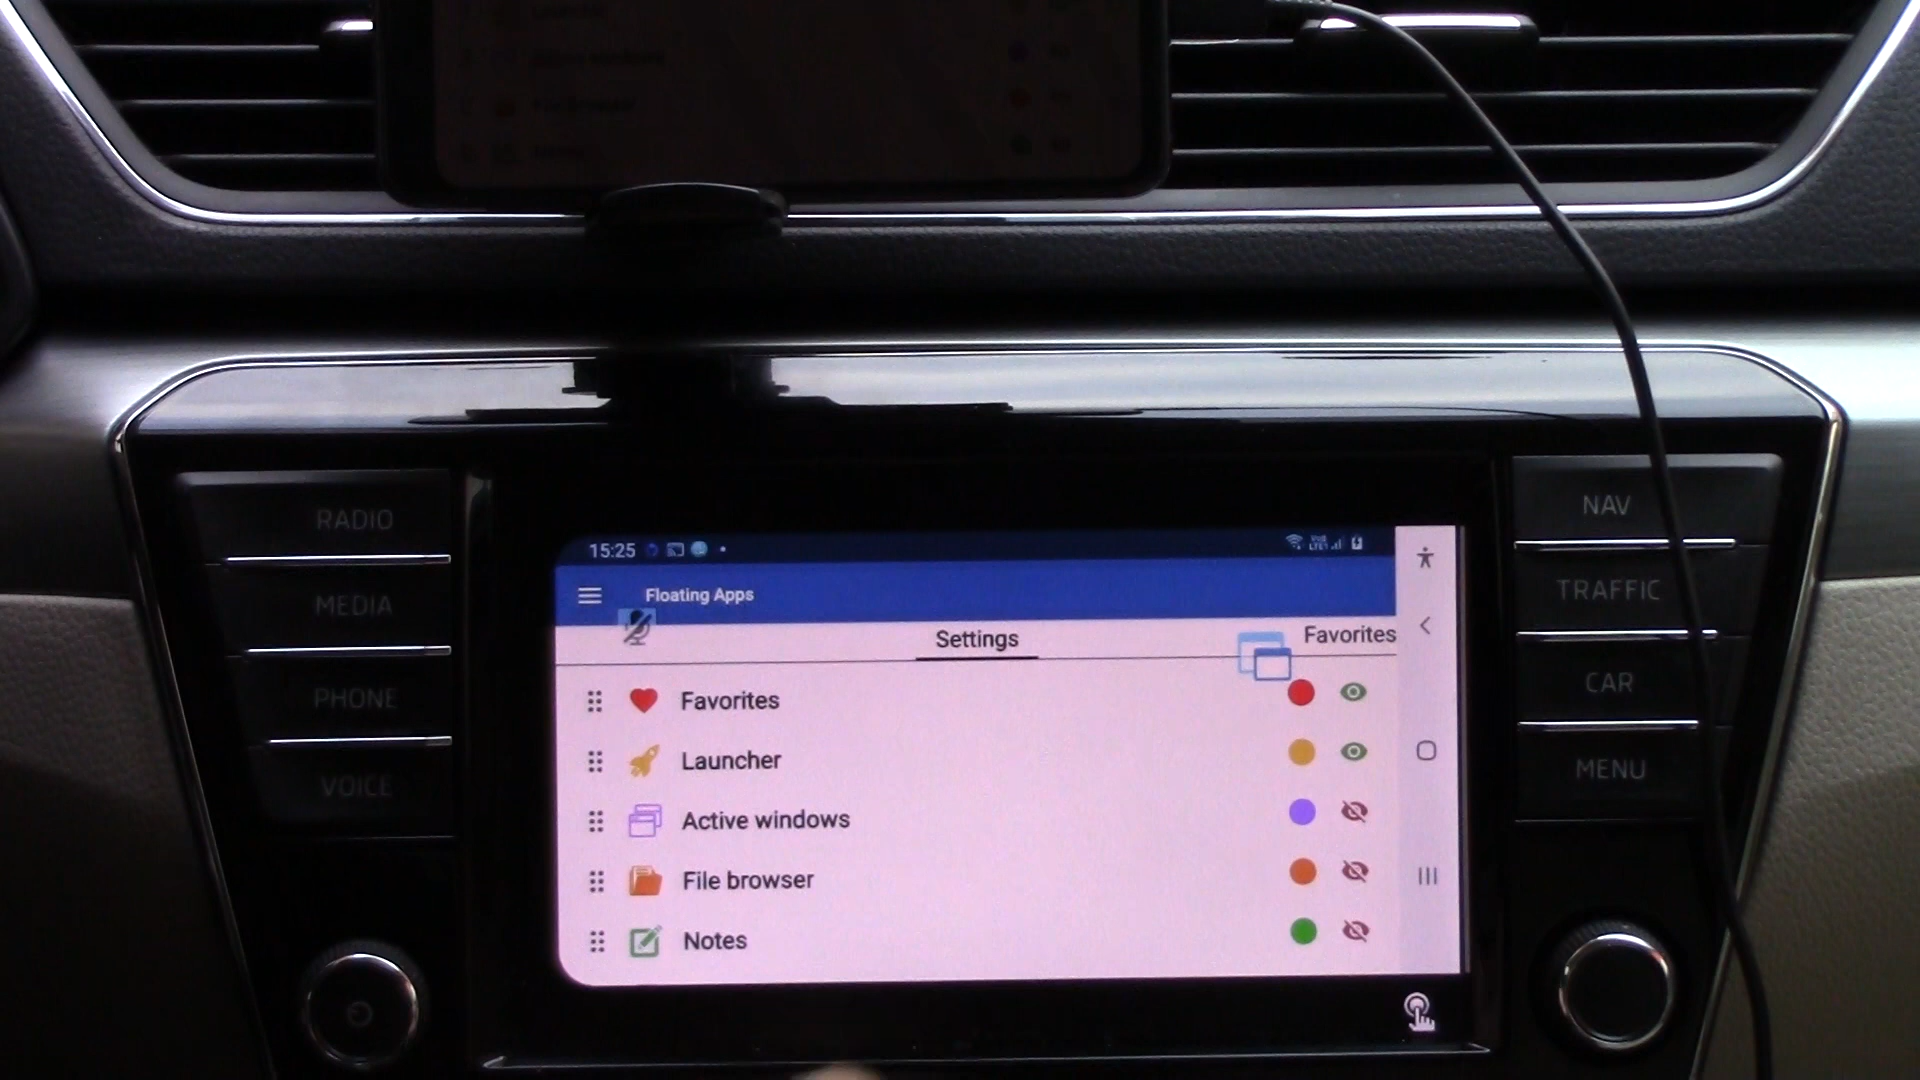 RADIO
MEDIA
PHONE
VOICE
15:25
Floating Apps
Settings
Favorites
Favorites
Launcher
Active windows
File browser
Notes
NAV
TRAFFIC
CAR
MENU